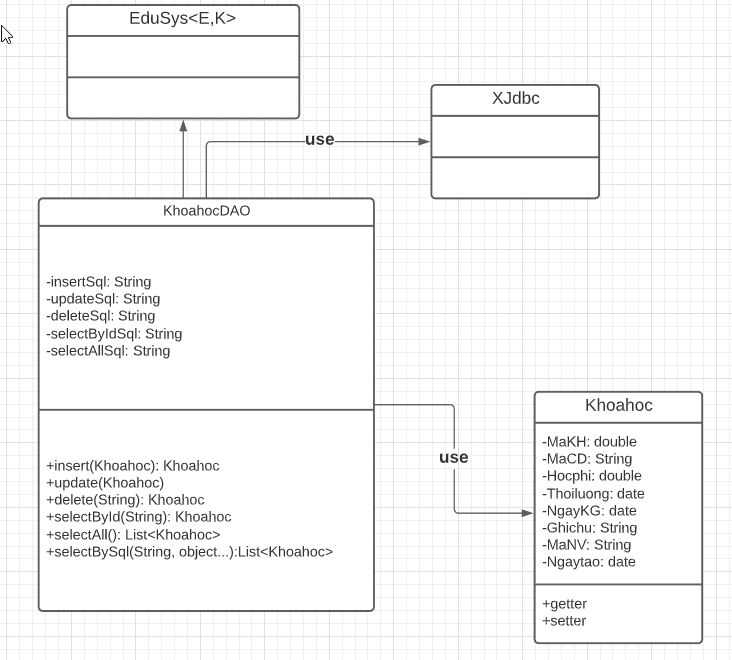 EduSys<E,K>
XJdbc
use
KhoahocDAO
-insertSql: String
-updateSql: String
-deleteSql: String
-selectByIdSql: String
-selectAllSql: String
+insert(Khoahoc): Khoahoc
+update(Khoahoc)
+delete(String): Khoahoc
+selectById(String): Khoahoc
+selectAll(): List<Khoahoc>
+selectBySql(String, object...):List<Khoahoc>
use
Khoahoc
-MaKH: double
-MaCD: String
-Hocphi: double
-Thoiluong: date
-NgayKG: date
-Ghichu: String
-MaNV: String
-Ngaytao: date
+getter
+setter